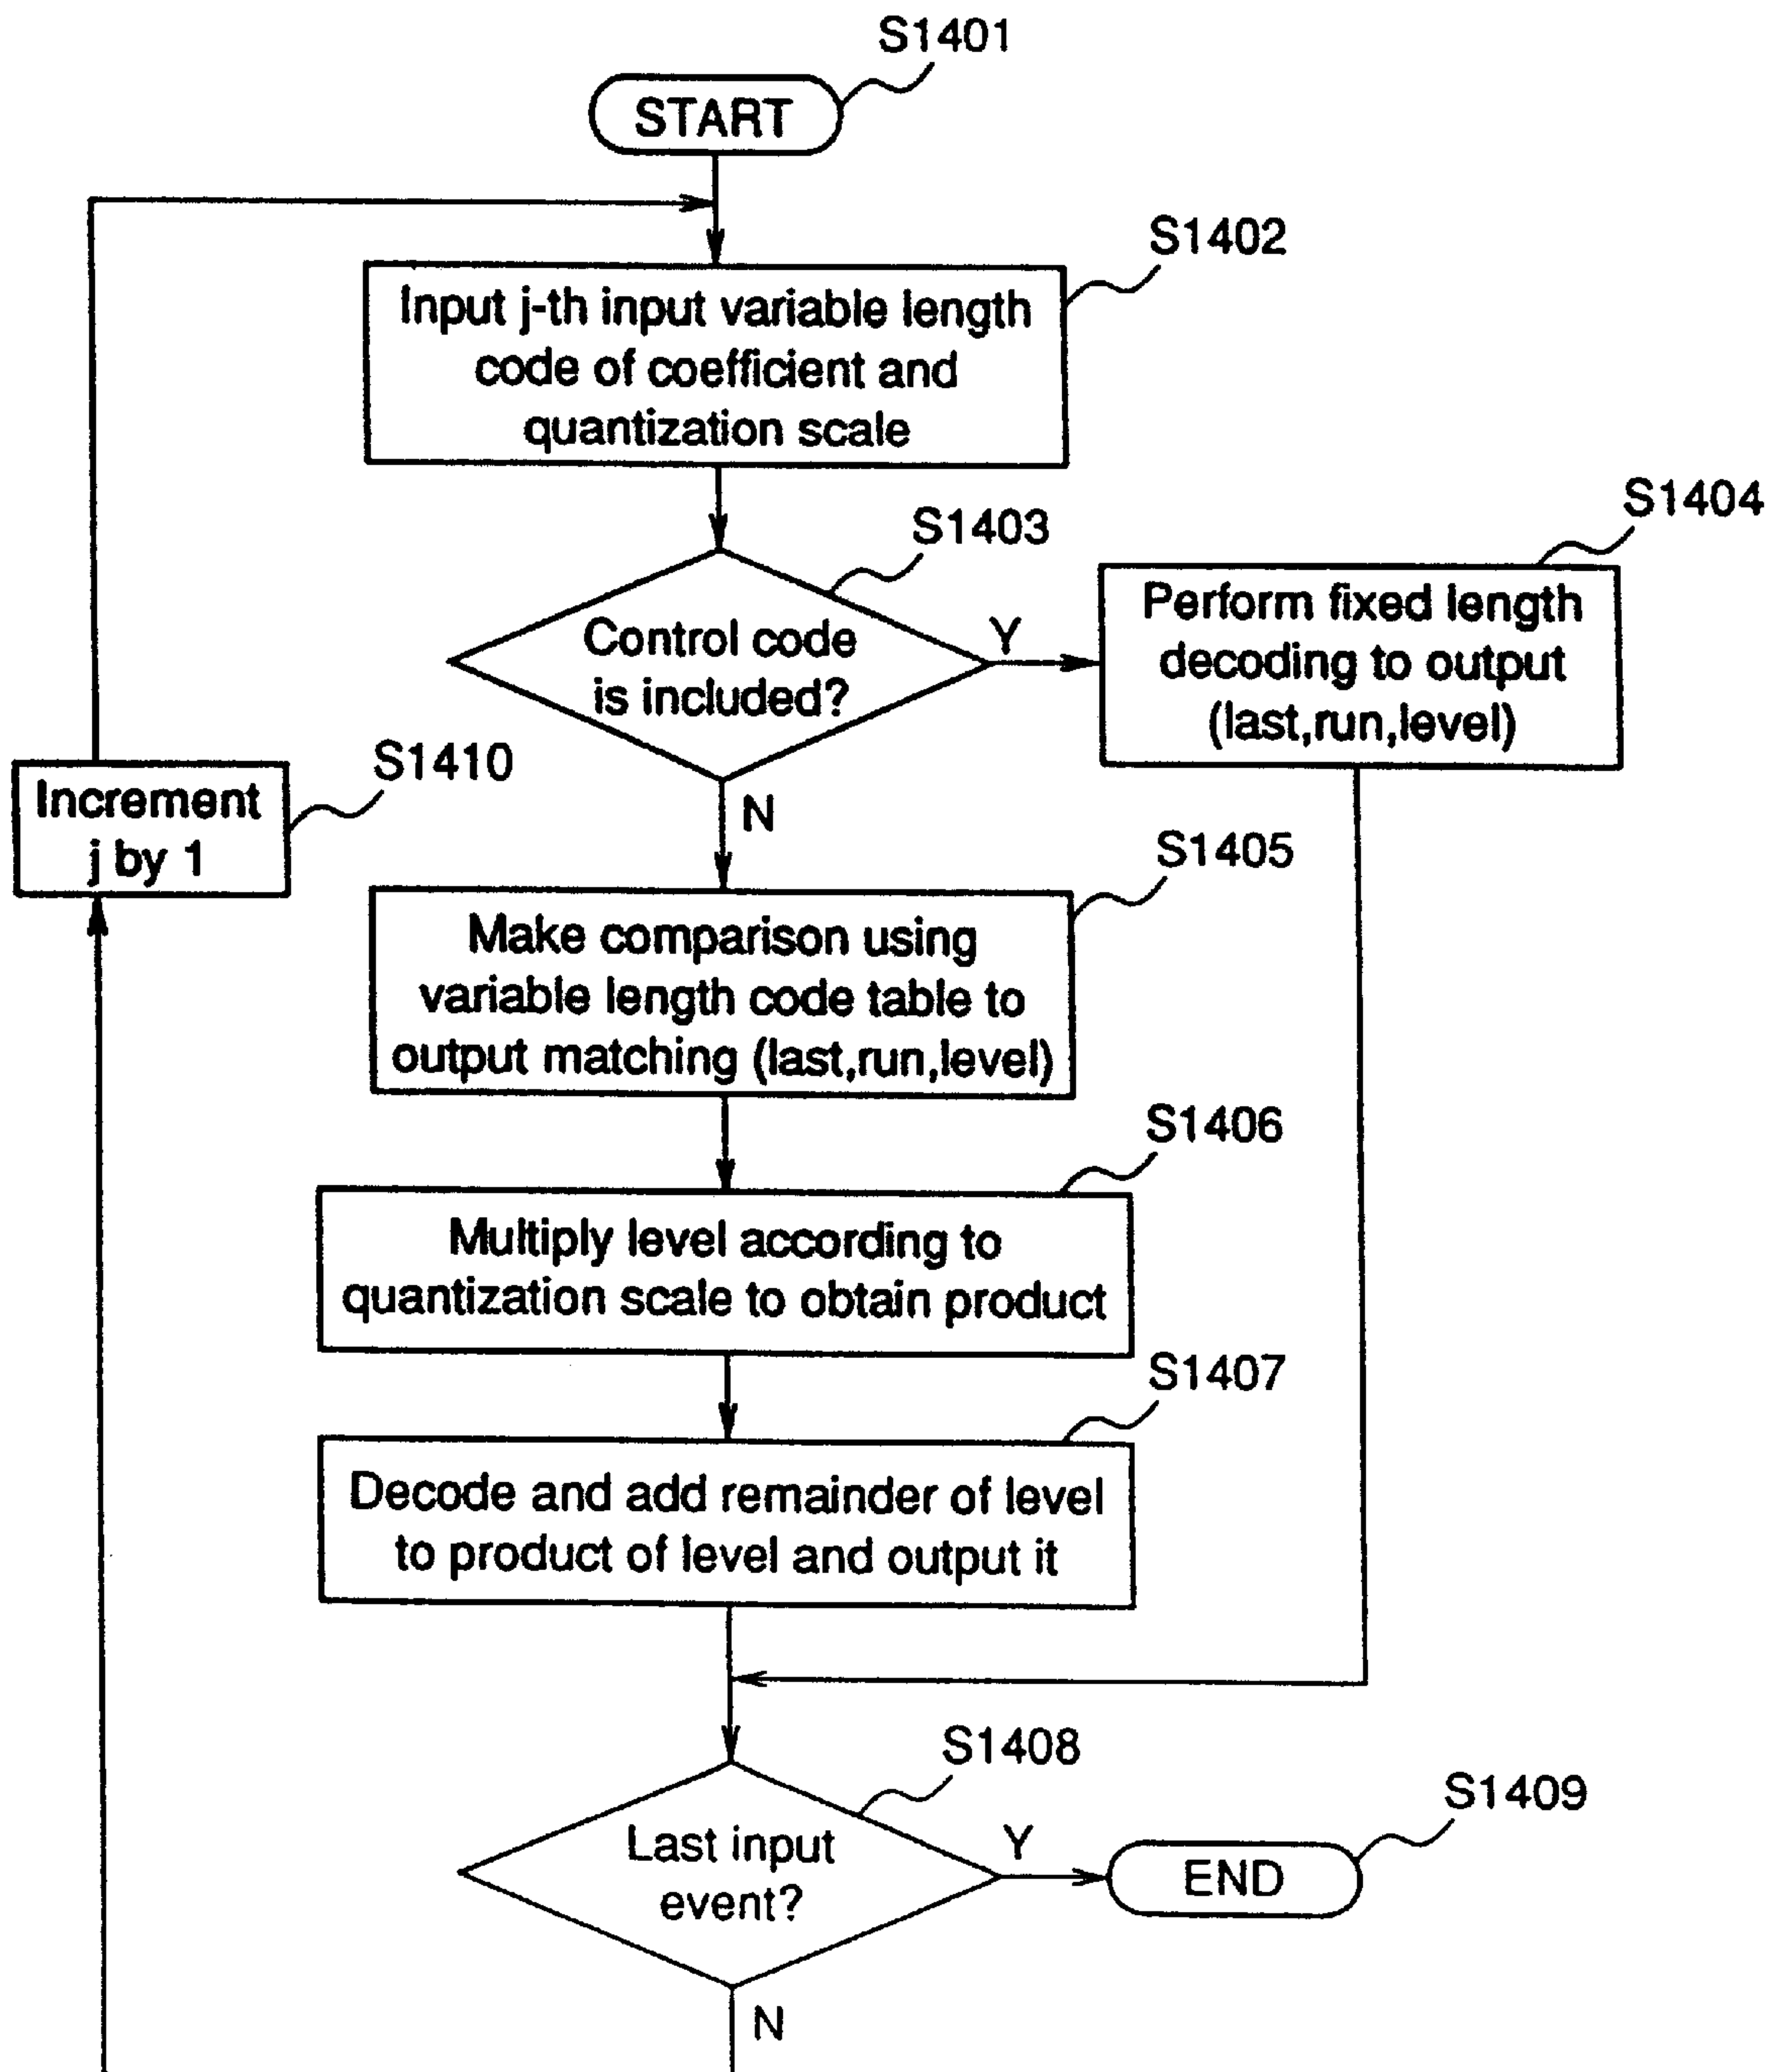 S1401
START
S1402
Input j-th input variable length
code of coefficient and
quantization scale
S1403
Control code
is included?
Y
N
S1404
Perform fixed length
decoding to output
(last,run,level)
S1410
Increment
j by 1
S1405
Make comparison using
variable length code table to
output matching (last,run,level)
S1406
Multiply level according to
quantization scale to obtain product
S1407
Decode and add remainder of level
to product of level and output it
S1408
Last input
event?
Y
N
S1409
END